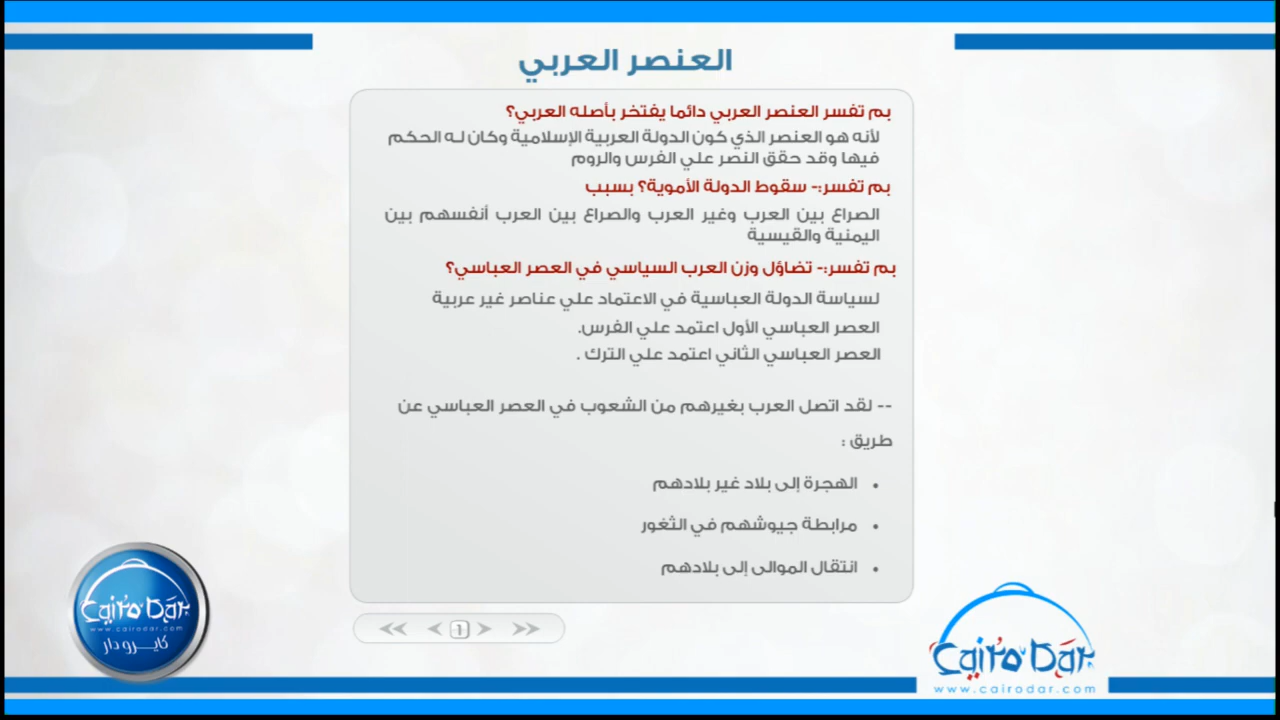 العنصر العربي
بم تفسر العنصر العربي دائما يفتخر بأصله العربي؟
لأنه هو العنصر الذي كون الدولة العربية الإسلامية وكان له الحكم
فيها وقد حقق النصر علي الفرس والروم
بم تفسر:- سقوط الدولة الأموية؟ بسبب
الصراع بين العرب وغير العرب والصراع بين العرب أنفسهم بين
اليمنية والقيسية
بم تفسر:- تضاؤل وزن العرب السياسي في العصر العباسي؟
لسياسة الدولة العباسية في الاعتماد علي عناصر غير عربية
العصر العباسي الأول اعتمد علي الفرس.
العصر العباسي الثاني اعتمد علي الترك .
-- لقد اتصل العرب بغيرهم من الشعوب في العصر العباسي عن
طريق :
• الهجرة إلى بلاد غير بلادهم
• مرابطة جيوشهم في الثغور
• انتقال الموالى إلى بلادهم
1
Cairo Dar
www.cairodar.com
كايرو دار
Cairo Dar
www.cairodar.com